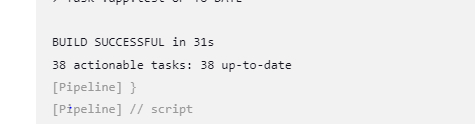 BUILD SUCCESSFUL in 31s
38 actionable tasks: 38 up-to-date
[Pipeline] }
[Pipeline] // script